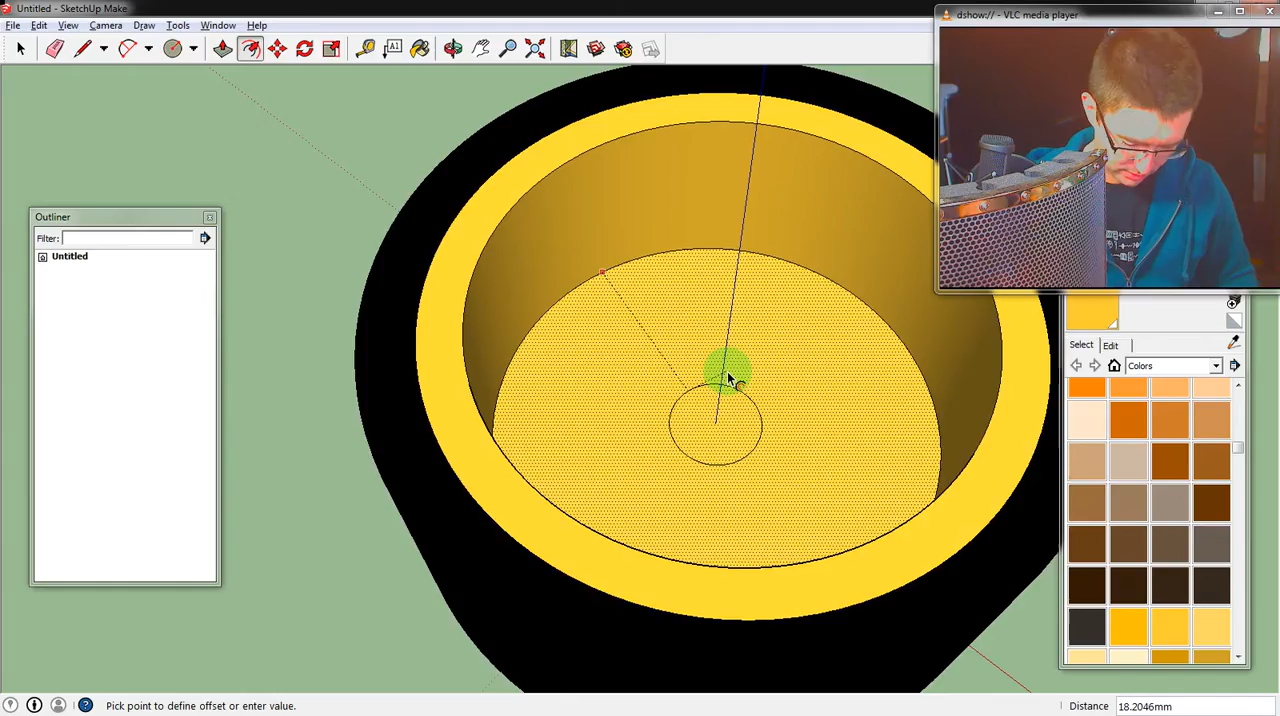 Untitled - SketchUp Make
File Edit View Camera Draw Tools Window Help
dshow:// - VLC media player
Outliner
Filter:
Untitled
Select Edit
Colors
Pick point to define offset or enter value.
Distance 18.2046mm